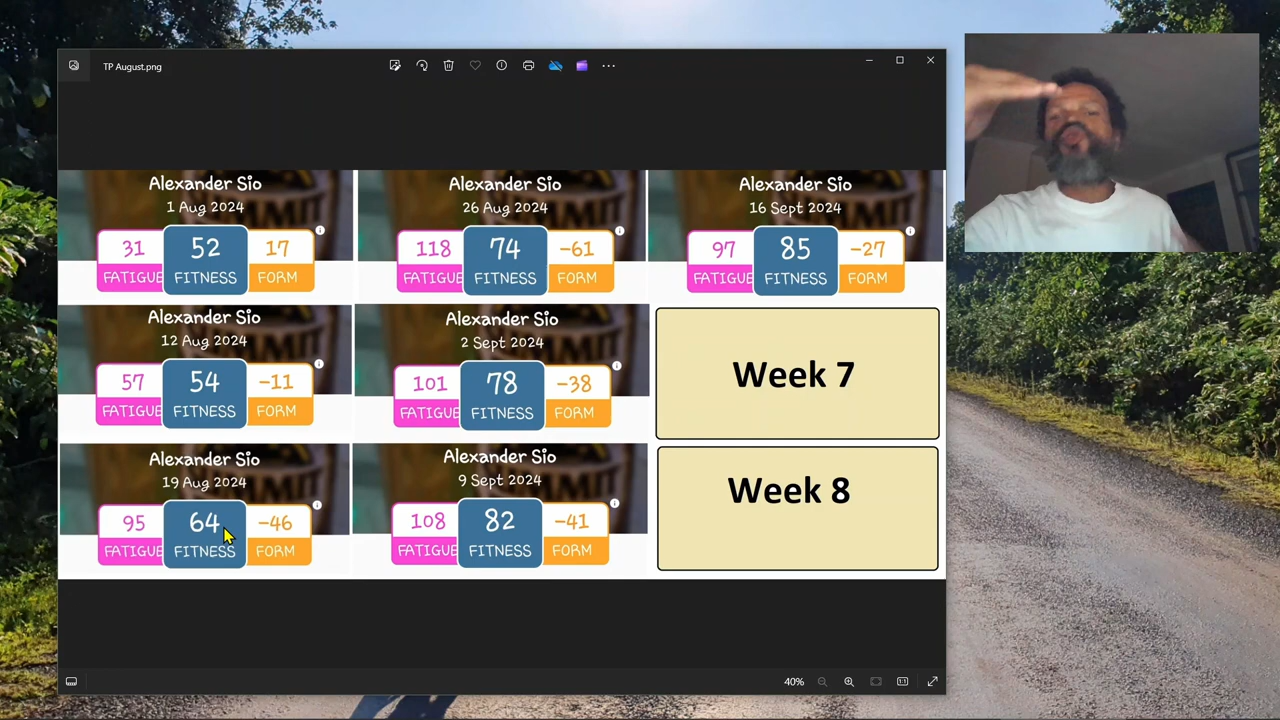 TP August.png
Alexander Sio
1 Aug 2024
31 52 17
FATIGUE FITNESS FORM
Alexander Sio
12 Aug 2024
57 54 -11
FATIGUE FITNESS FORM
Alexander Sio
19 Aug 2024
95 64 -46
FATIGUE FITNESS FORM
Alexander Sio
26 Aug 2024
118 74 -61
FATIGUE FITNESS FORM
Alexander Sio
2 Sept 2024
101 78 -38
FATIGUE FITNESS FORM
Alexander Sio
9 Sept 2024
108 82 -41
FATIGUE FITNESS FORM
Alexander Sio
16 Sept 2024
97 85 -27
FATIGUE FITNESS FORM
Week 7
Week 8
40%